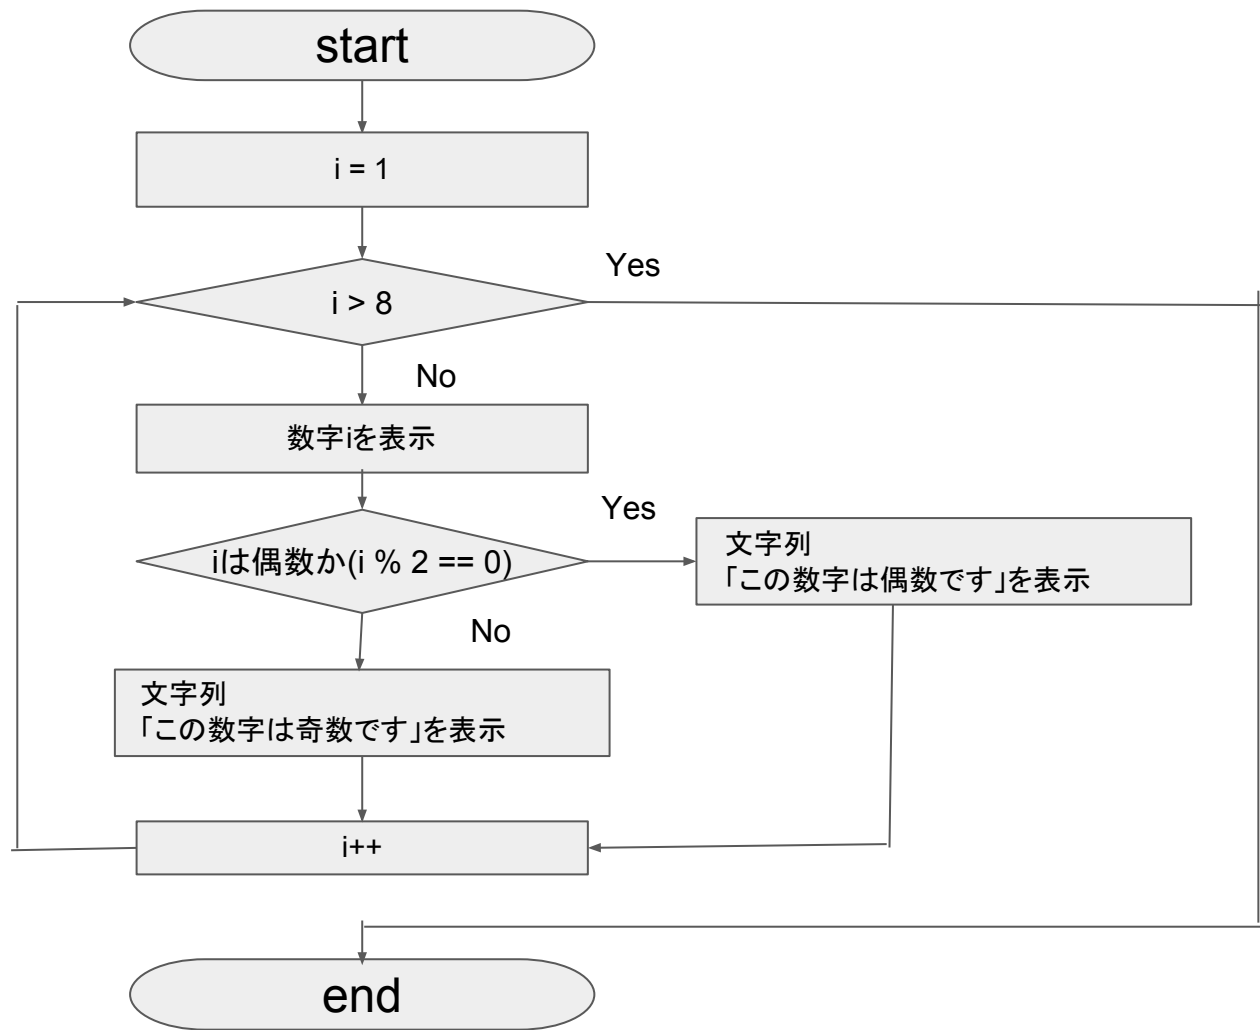 start
i = 1
Yes
i > 8
No
数字iを表示
Yes
iは偶数か(i % 2 == 0)
文字列
「この数字は偶数です」を表示
No
文字列
「この数字は奇数です」を表示
i++
end